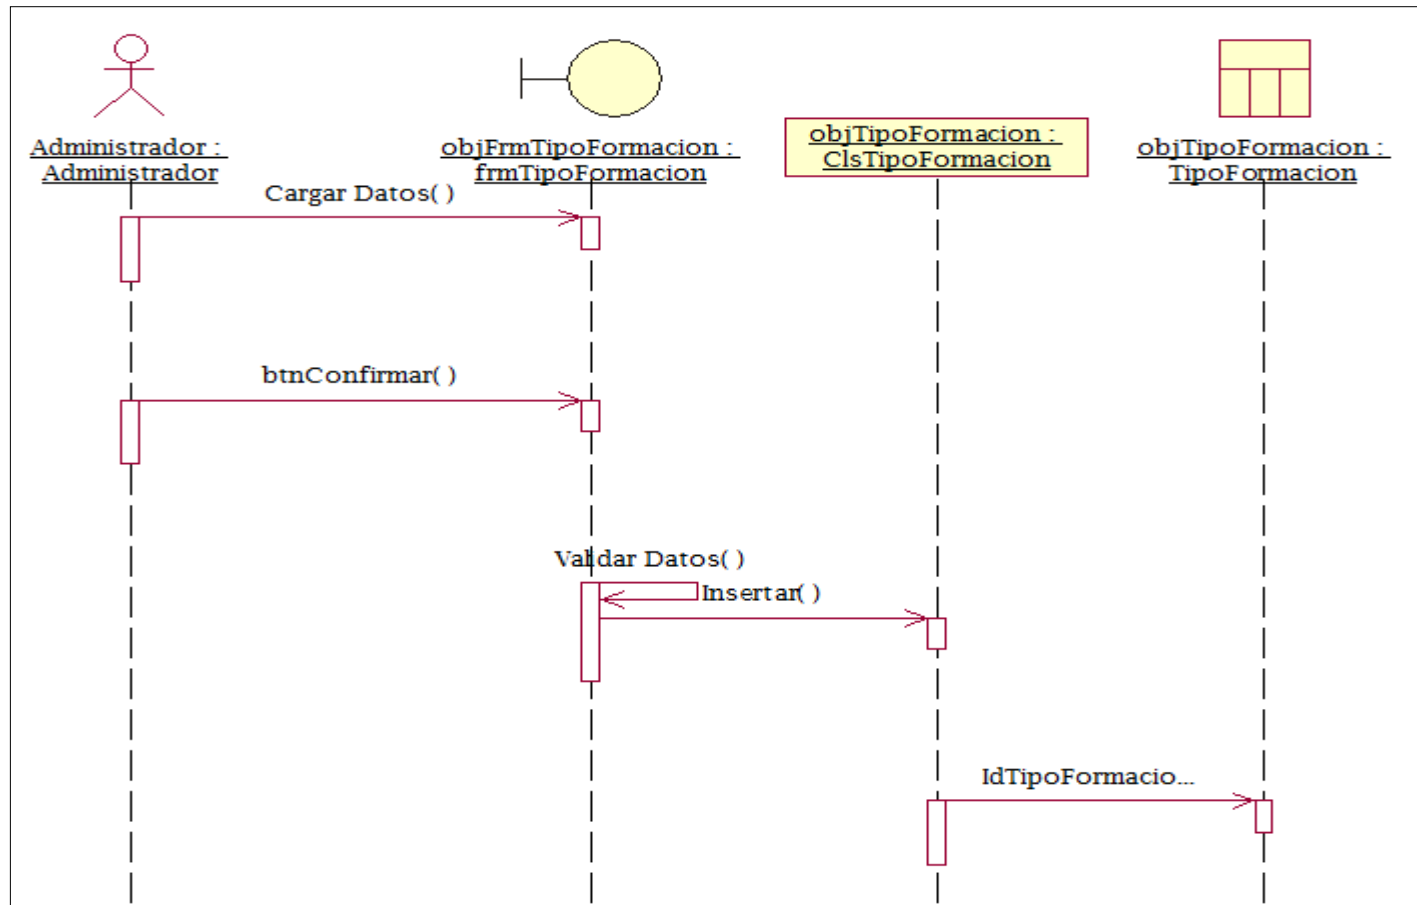 Administrador :
Administrador
objFrmTipoFormacion :
frmTipoFormacion
objTipoFormacion :
ClsTipoFormacion
objTipoFormacion :
TipoFormacion
Cargar Datos( )
btnConfirmar( )
Validar Datos( )
Insertar( )
IdTipoFormacio...